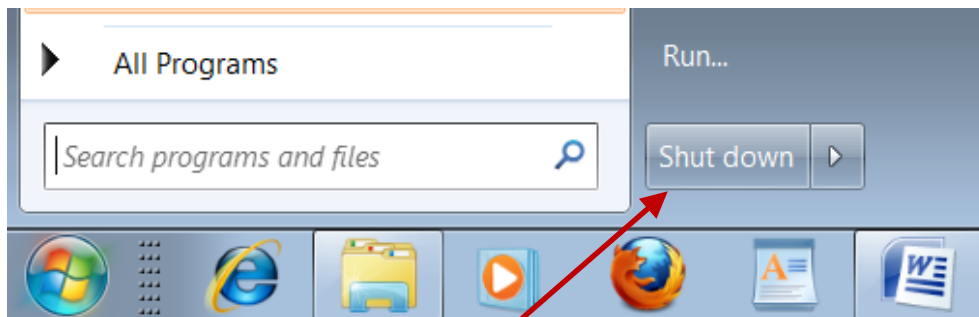 All Programs
Run...
Search programs and files
Shut down
A
W